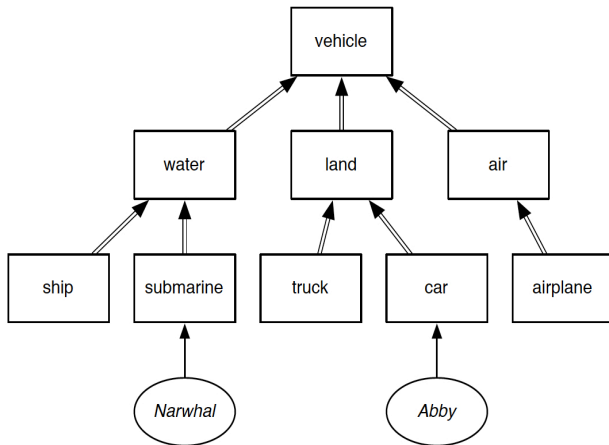 vehicle
water
land
air
ship
submarine
truck
car
airplane
Narwhal
Abby